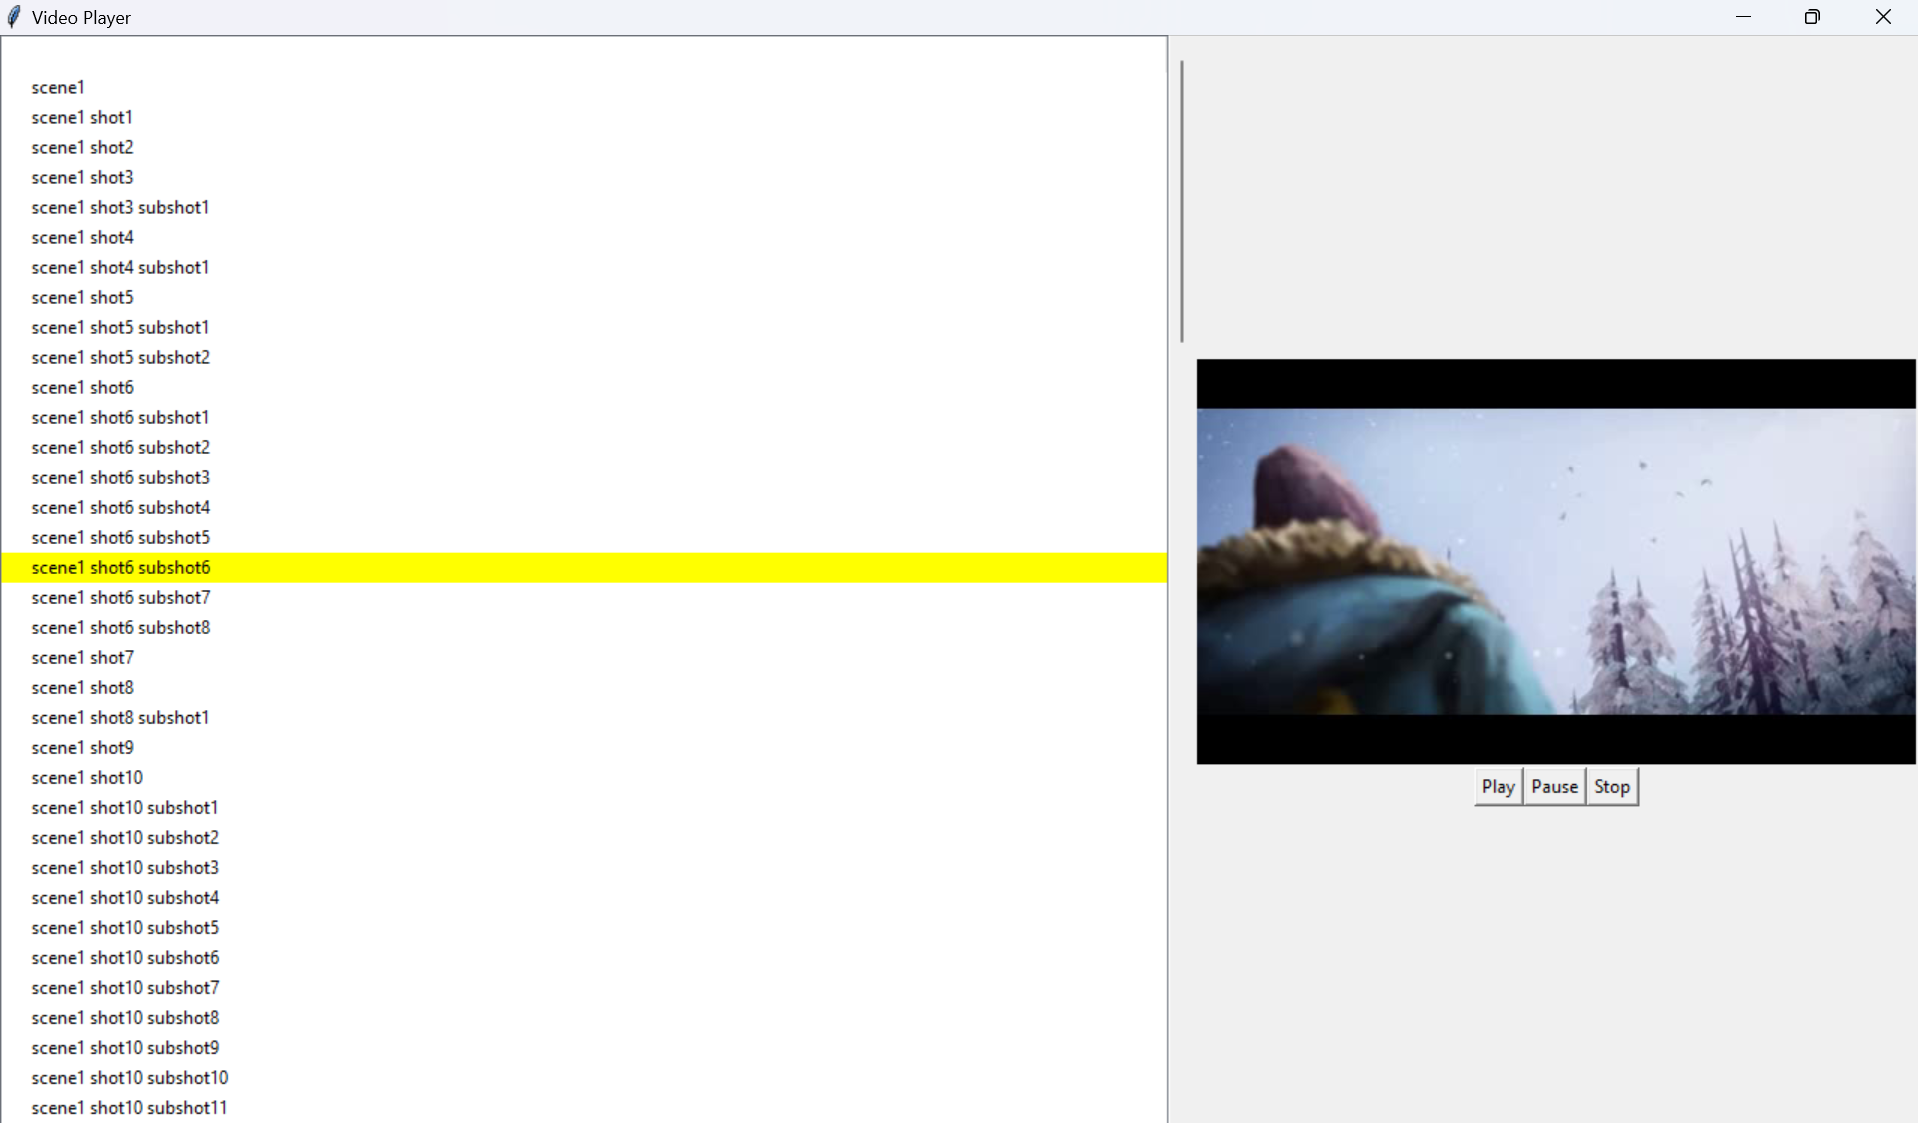 Video Player
scene1
scene1 shot1
scene1 shot2
scene1 shot3
scene1 shot3 subshot1
scene1 shot4
scene1 shot4 subshot1
scene1 shot5
scene1 shot5 subshot1
scene1 shot5 subshot2
scene1 shot6
scene1 shot6 subshot1
scene1 shot6 subshot2
scene1 shot6 subshot3
scene1 shot6 subshot4
scene1 shot6 subshot5
scene1 shot6 subshot6
scene1 shot6 subshot7
scene1 shot6 subshot8
scene1 shot7
scene1 shot8
scene1 shot8 subshot1
scene1 shot9
scene1 shot10
scene1 shot10 subshot1
scene1 shot10 subshot2
scene1 shot10 subshot3
scene1 shot10 subshot4
scene1 shot10 subshot5
scene1 shot10 subshot6
scene1 shot10 subshot7
scene1 shot10 subshot8
scene1 shot10 subshot9
scene1 shot10 subshot10
scene1 shot10 subshot11
Play Pause Stop